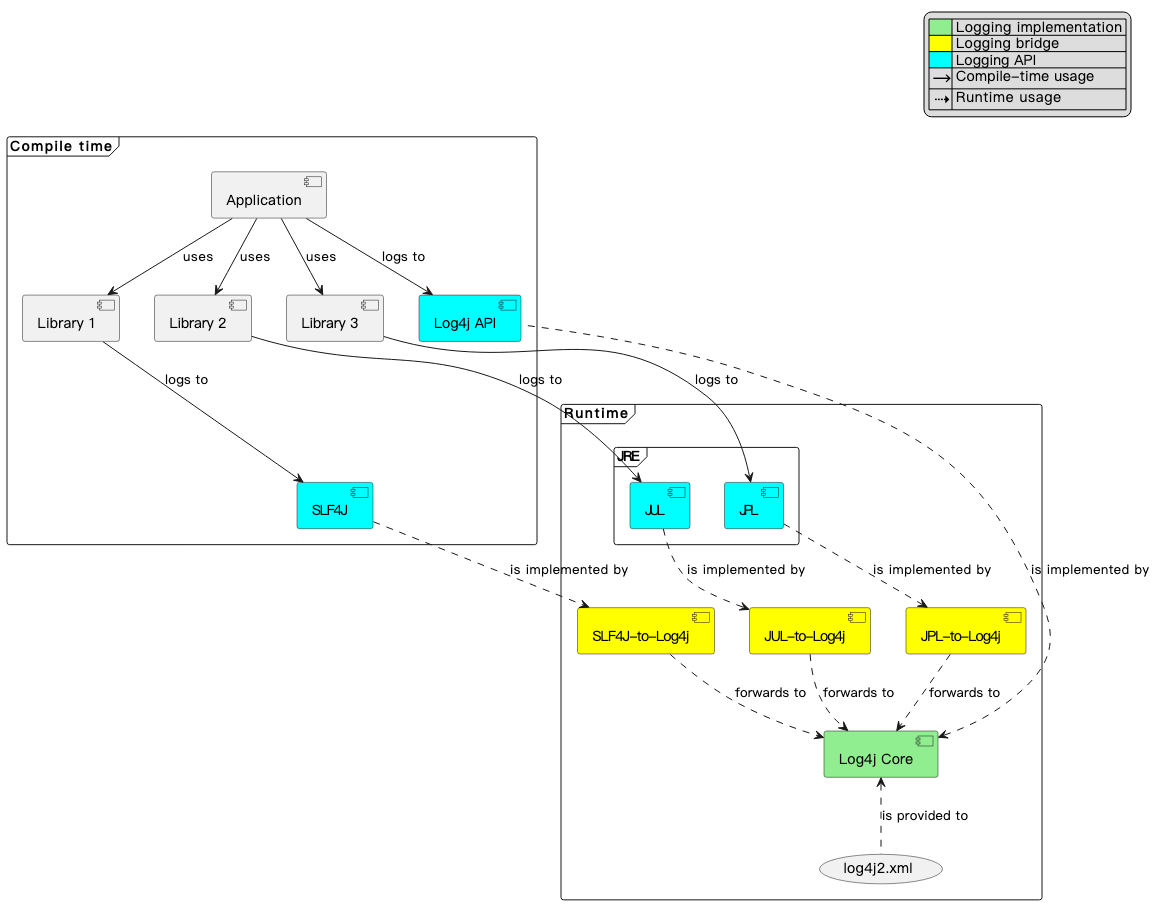 Logging implementation
Logging bridge
Logging API
Compile-time usage
Runtime usage
Compile time
Application
uses
uses
uses
logs to
Library 1
Library 2
Library 3
Log4j API
logs to
logs to
logs to
Runtime
JRE
SLF4J
JUL
JPL
is implemented by
is implemented by
is implemented by
is implemented by
SLF4J-to-Log4j
JUL-to-Log4j
JPL-to-Log4j
forwards to
forwards to
forwards to
Log4j Core
is provided to
log4j2.xml